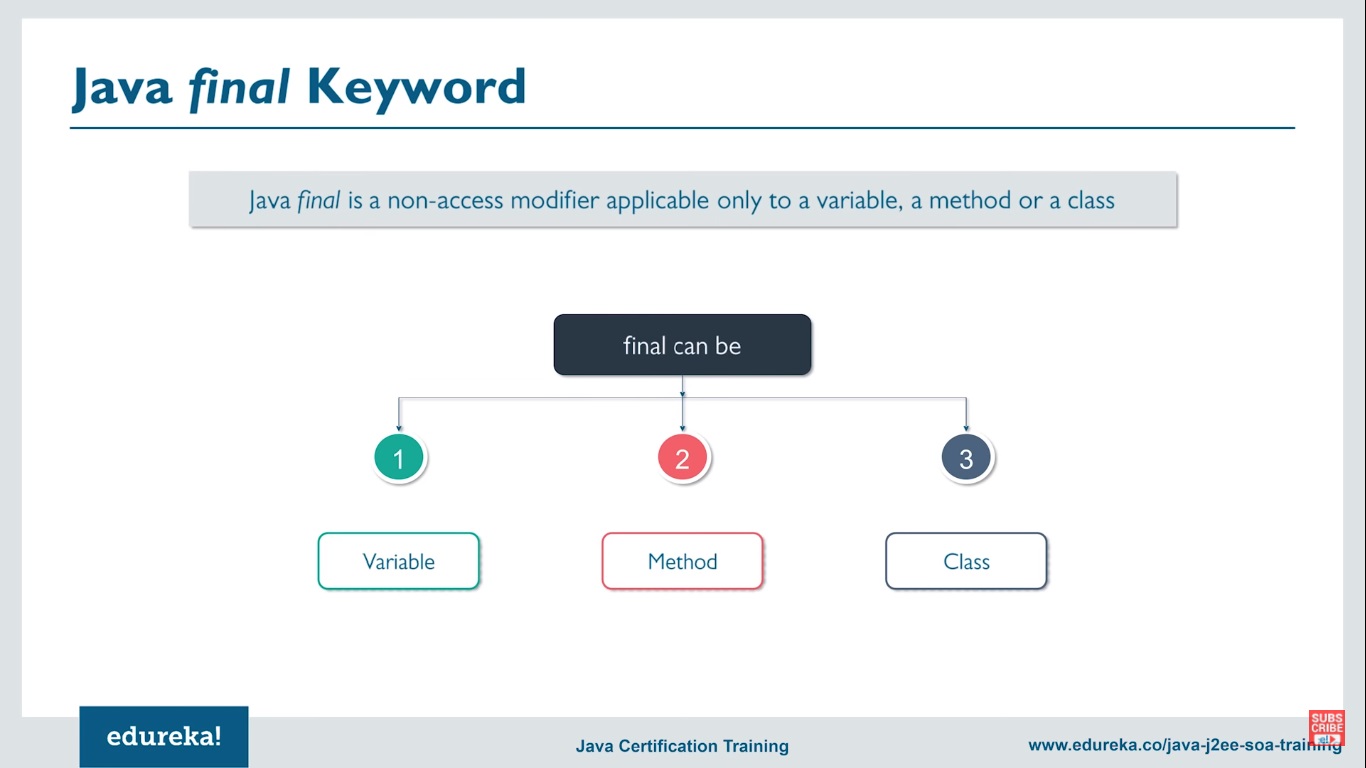 Java final Keyword
Java final is a non-access modifier applicable only to a variable, a method or a class
final can be
1
2
3
Variable
Method
Class
edureka!
Java Certification Training
www.edureka.co/java-j2ee-soa-training
SUBS
CRIBE